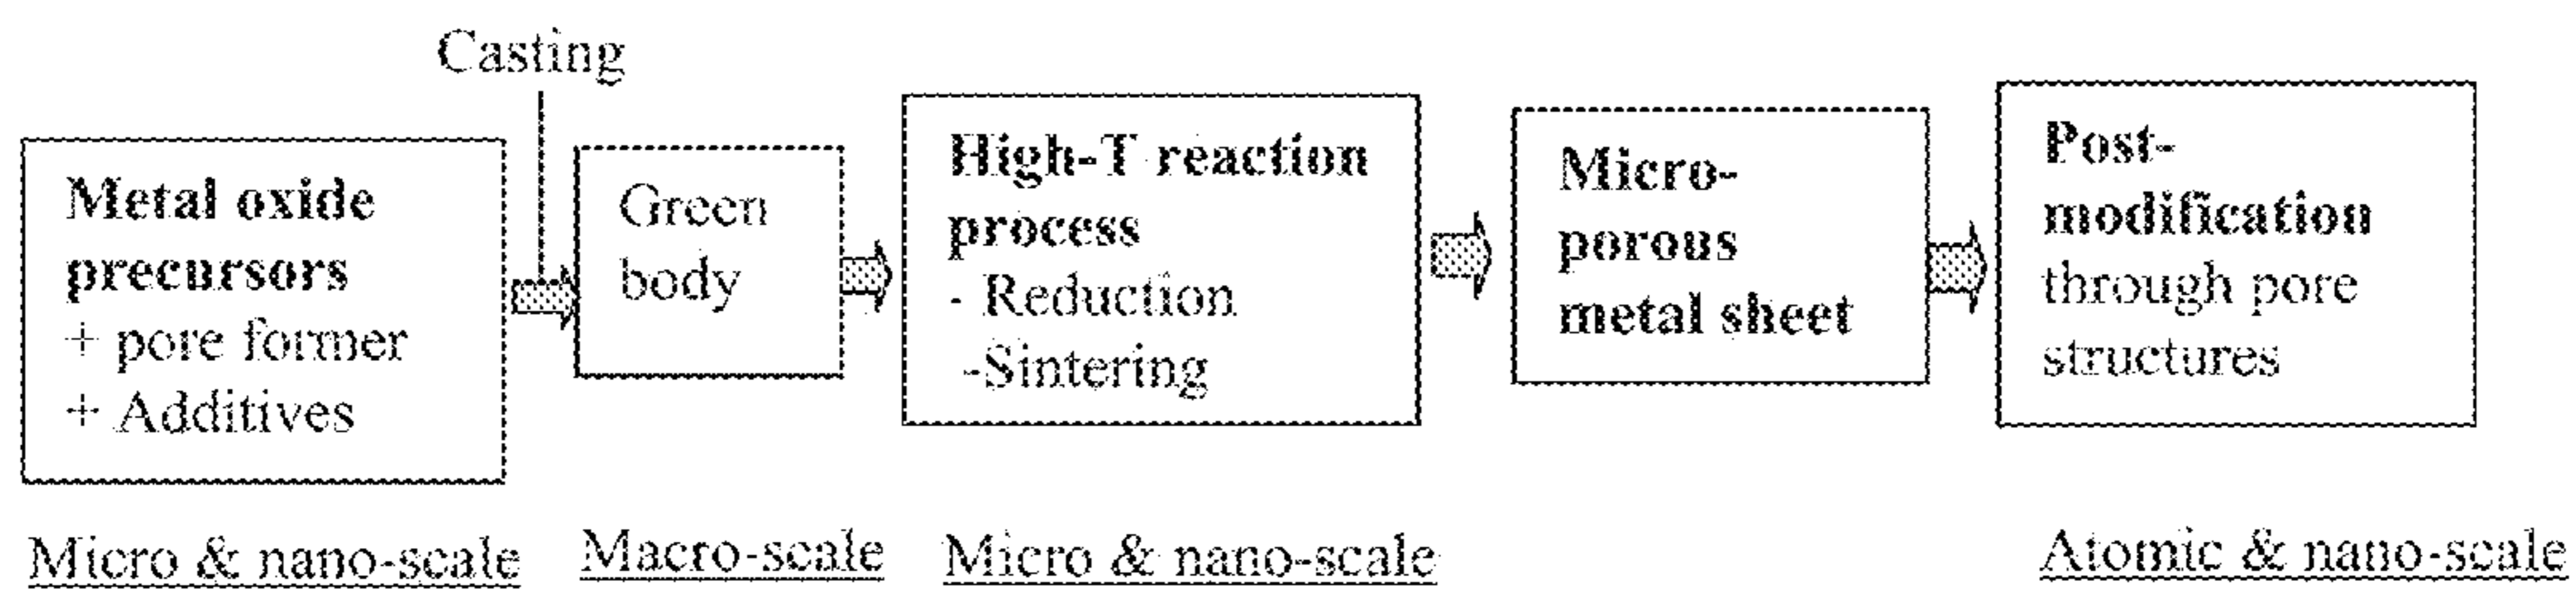 Casting
Metal oxide
precursors
+ pore former
+ Additives
Green
body
High-T reaction
process
- Reduction
-Sintering
Micro-
porous
metal sheet
Post-
modification
through pore
structures
Micro & nano-scale
Macro-scale
Micro & nano-scale
Atomic & nano-scale